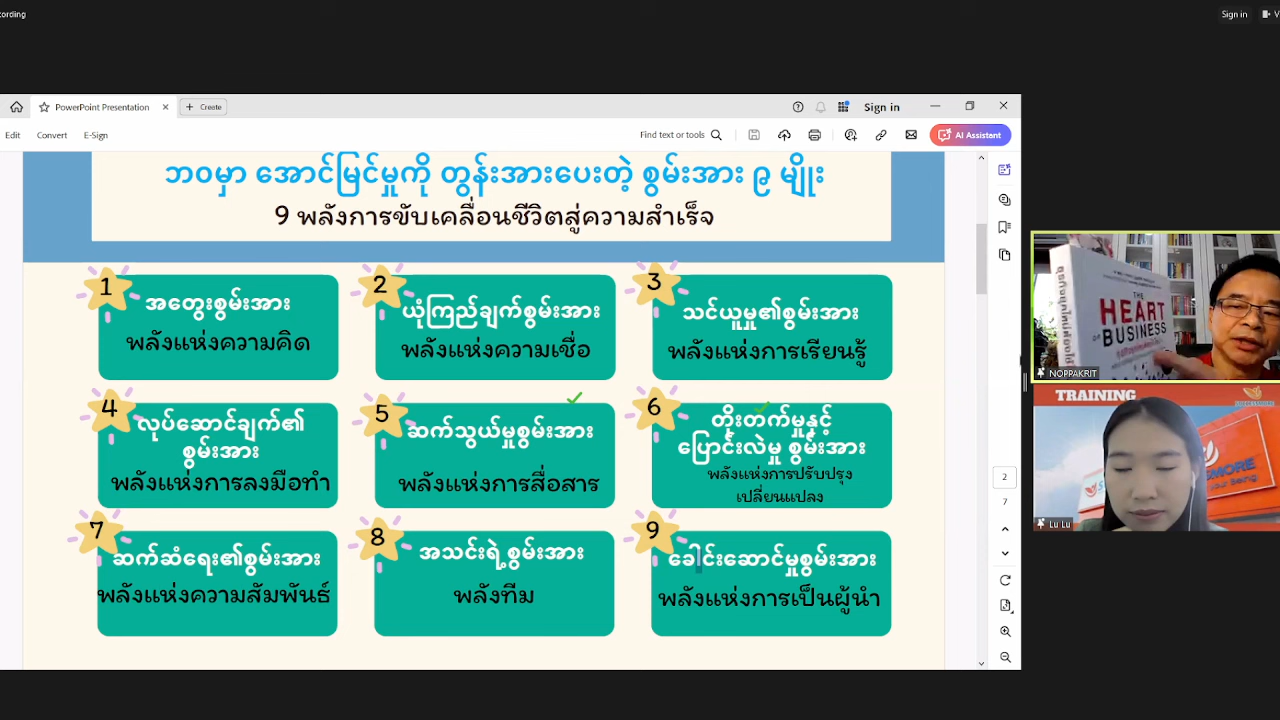 cording
Sign in
PowerPoint Presentation
Create
Sign in
Edit
Convert
E-Sign
Find text or tools
AI Assistant
ဘဝမှာ အောင်မြင်မှုကို တွန်းအားပေးတဲ့ စွမ်းအား ၉ မျိုး
9 พลังการขับเคลื่อนชีวิตสู่ความสำเร็จ
1
အတွေးစွမ်းအား
พลังแห่งความคิด
2
ယုံကြည်ချက်စွမ်းအား
พลังแห่งความเชื่อ
3
သင်ယူမှု၏စွမ်းအား
พลังแห่งการเรียนรู้
4
လုပ်ဆောင်ချက်၏
စွမ်းအား
พลังแห่งการลงมือทำ
5
ဆက်သွယ်မှုစွမ်းအား
พลังแห่งการสื่อสาร
6
တိုးတက်မှုနှင့်
ပြောင်းလဲမှု စွမ်းအား
พลังแห่งการปรับปรุง
เปลี่ยนแปลง
7
ဆက်ဆံရေး၏စွမ်းအား
พลังแห่งความสัมพันธ์
8
အသင်းရဲ့စွမ်းအား
พลังทีม
9
ခေါင်းဆောင်မှုစွမ်းအား
พลังแห่งการเป็นผู้นำ
2
7
THE
HEART
OF
BUSINESS
NOPPAKRIT
TRAINING
Lu Lu